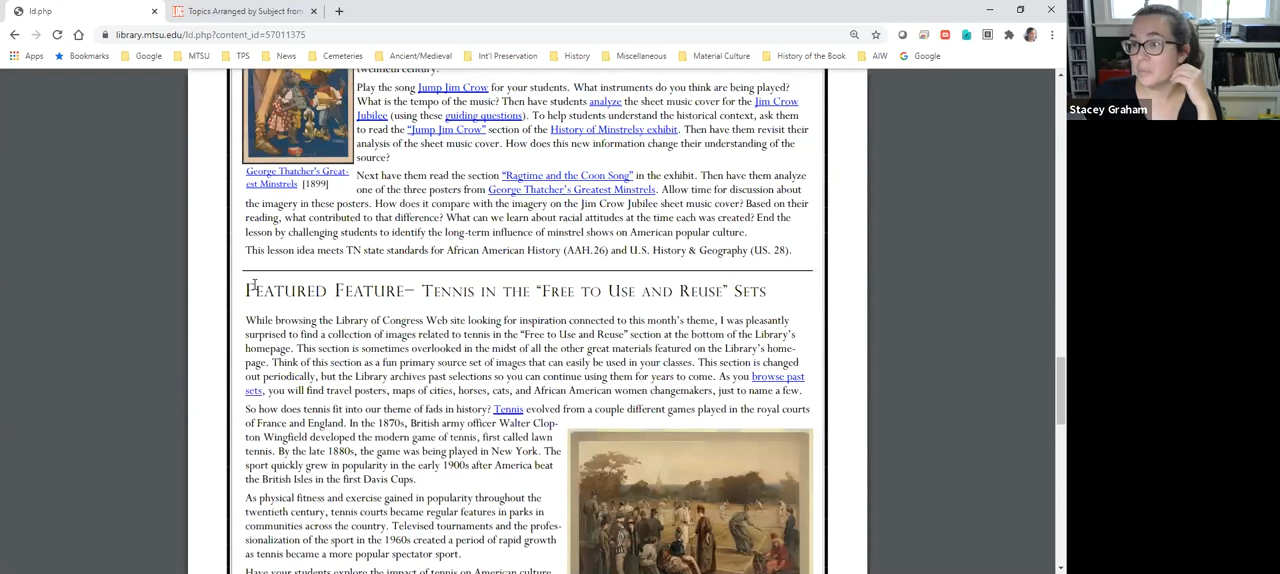 ld.php
Topics Arranged by Subject from
library.mtsu.edu/ld.php?content_id=57011375
Apps Bookmarks Google MTSU TPS News Cemeteries Ancient/Medieval Int'l Preservation History Miscellaneous Material Culture History of the Book AIW Google
twentieth century.
Play the song Jump Jim Crow for your students. What instruments do you think are being played?
What is the tempo of the music? Then have students analyze the sheet music cover for the Jim Crow
Jubilee (using these guiding questions). To help students understand the historical context, ask them
to read the “Jump Jim Crow” section of the History of Minstrelsy exhibit. Then have them revisit their
analysis of the sheet music cover. How does this new information change their understanding of the
source?
George Thatcher's Great-
est Minstrels [1899]
Next have them read the section “Ragtime and the Coon Song” in the exhibit. Then have them analyze
one of the three posters from George Thatcher’s Greatest Minstrels. Allow time for discussion about
the imagery in these posters. How does it compare with the imagery on the Jim Crow Jubilee sheet music cover? Based on their
reading, what contributed to that difference? What can we learn about racial attitudes at the time each was created? End the
lesson by challenging students to identify the long-term influence of minstrel shows on American popular culture.
This lesson idea meets TN state standards for African American History (AAH.26) and U.S. History & Geography (US. 28).
Featured Feature– Tennis in the “Free to Use and Reuse” Sets
While browsing the Library of Congress Web site looking for inspiration connected to this month’s theme, I was pleasantly
surprised to find a collection of images related to tennis in the “Free to Use and Reuse” section at the bottom of the Library’s
homepage. This section is sometimes overlooked in the midst of all the other great materials featured on the Library’s home-
page. Think of this section as a fun primary source set of images that can easily be used in your classes. This section is changed
out periodically, but the Library archives past selections so you can continue using them for years to come. As you browse past
sets, you will find travel posters, maps of cities, horses, cats, and African American women changemakers, just to name a few.
So how does tennis fit into our theme of fads in history? Tennis evolved from a couple different games played in the royal courts
of France and England. In the 1870s, British army officer Walter Clop-
ton Wingfield developed the modern game of tennis, first called lawn
tennis. By the late 1880s, the game was being played in New York. The
sport quickly grew in popularity in the early 1900s after America beat
the British Isles in the first Davis Cups.
As physical fitness and exercise gained in popularity throughout the
twentieth century, tennis courts became regular features in parks in
communities across the country. Televised tournaments and the profes-
sionalization of the sport in the 1960s created a period of rapid growth
as tennis became a more popular spectator sport.
Have your students explore the impact of tennis on American culture
Stacey Graham